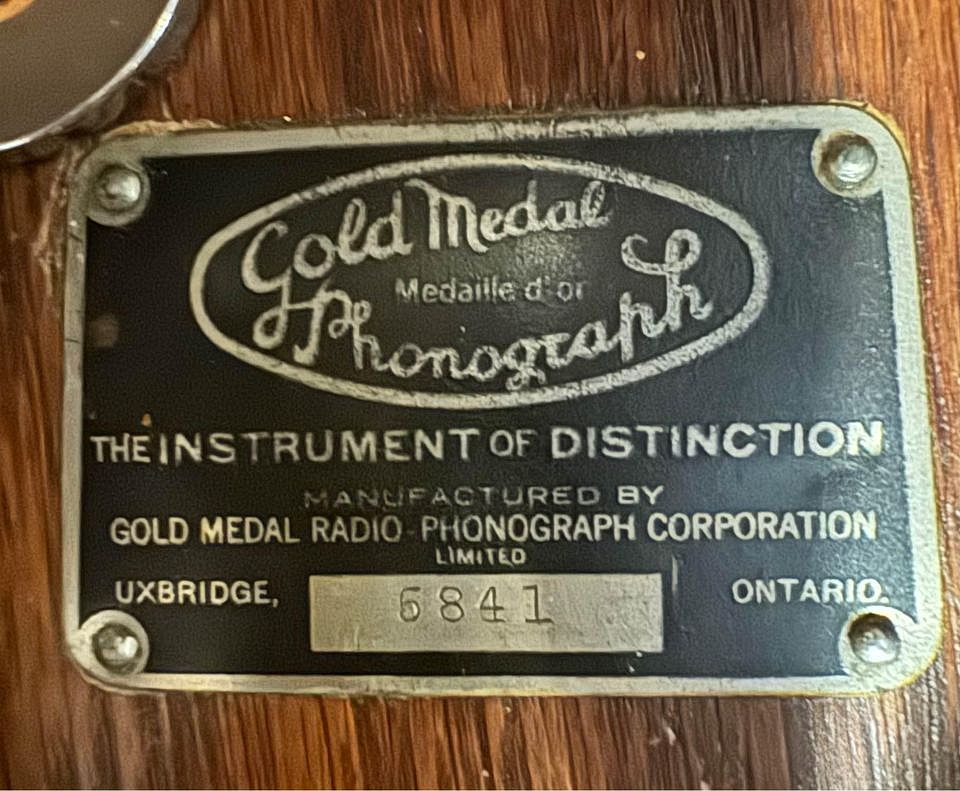 Gold Medal
Medaille d'or
Phonograph
THE INSTRUMENT OF DISTINCTION
MANUFACTURED BY
GOLD MEDAL RADIO-PHONOGRAPH CORPORATION
LIMITED
UXBRIDGE, 6841 ONTARIO.